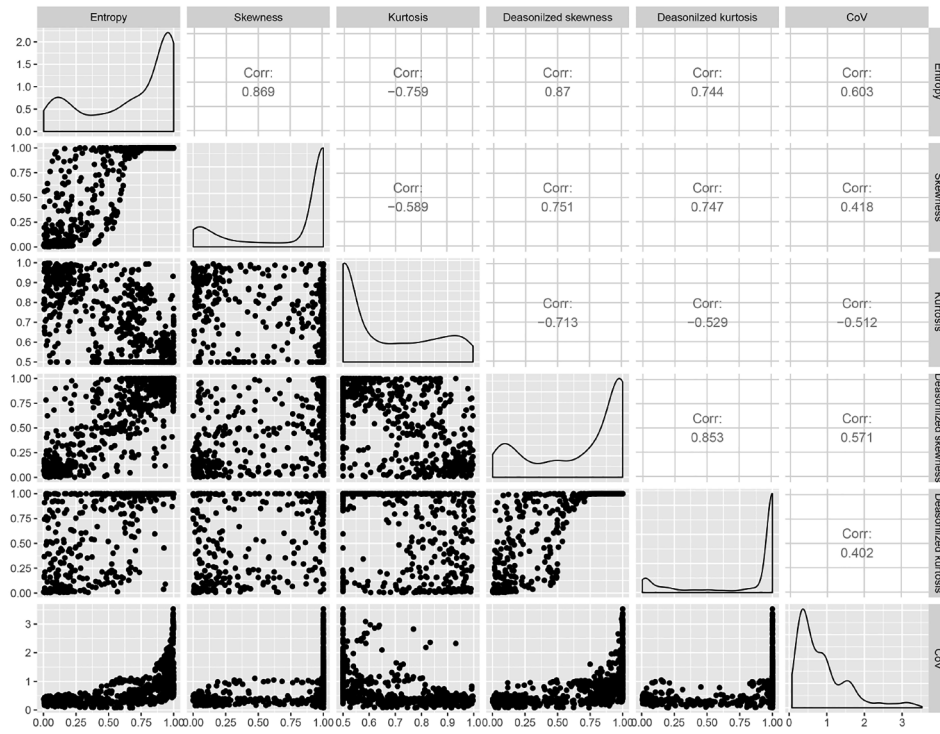 Entropy Skewness Kurtosis Deasonilzed skewness Deasonilzed kurtosis CoV
2.0
1.5
1.0
0.5
0.0
Corr:
0.869
Corr:
−0.759
Corr:
0.87
Corr:
0.744
Corr:
0.603
Entropy
1.00
0.75
0.50
0.25
0.00
Corr:
−0.589
Corr:
0.751
Corr:
0.747
Corr:
0.418
Skewness
1.0
0.9
0.8
0.7
0.6
0.5
Corr:
−0.713
Corr:
−0.529
Corr:
−0.512
Kurtosis
1.00
0.75
0.50
0.25
0.00
Corr:
0.853
Corr:
0.571
Deasonilzed skewness
1.00
0.75
0.50
0.25
0.00
Corr:
0.402
Deasonilzed kurtosis
3
2
1
0
CoV
0.00 0.25 0.50 0.75 1.00 0.00 0.25 0.50 0.75 1.00 0.5 0.6 0.7 0.8 0.9 1.0 0.00 0.25 0.50 0.75 1.00 0.00 0.25 0.50 0.75 1.00 0 1 2 3